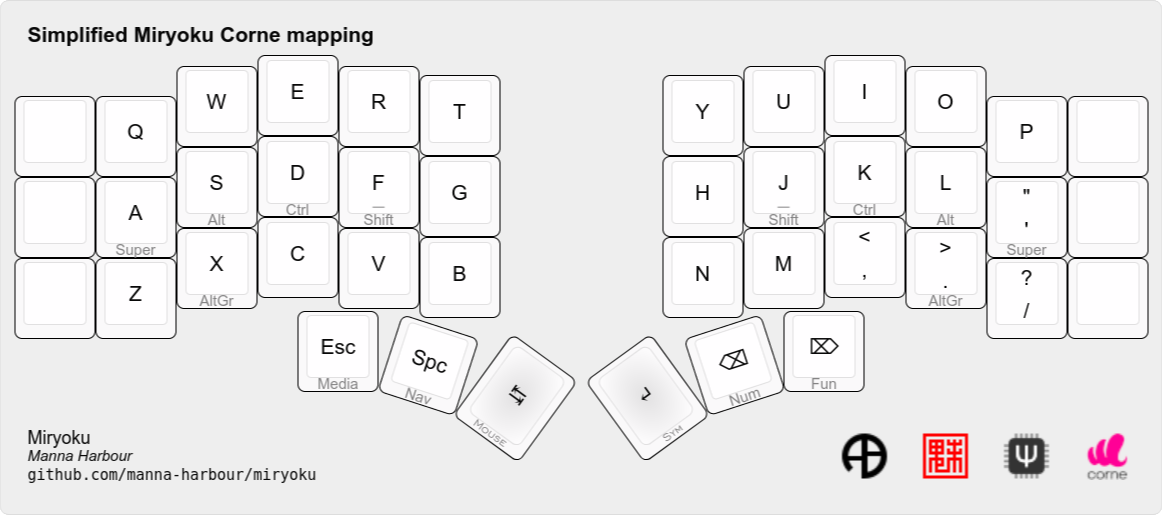 Simplified Miryoku Corne mapping
Q W E R T Y U I O P
A S D F G H J K L " '
Super Alt Ctrl — Shift — Shift Ctrl Alt Super
Z X C V B N M < , > . ? /
AltGr AltGr
Esc Spc ⌫ ⌦
Media Nav Mouse Sym Num Fun
Miryoku
Manna Harbour
github.com/manna-harbour/miryoku
corne